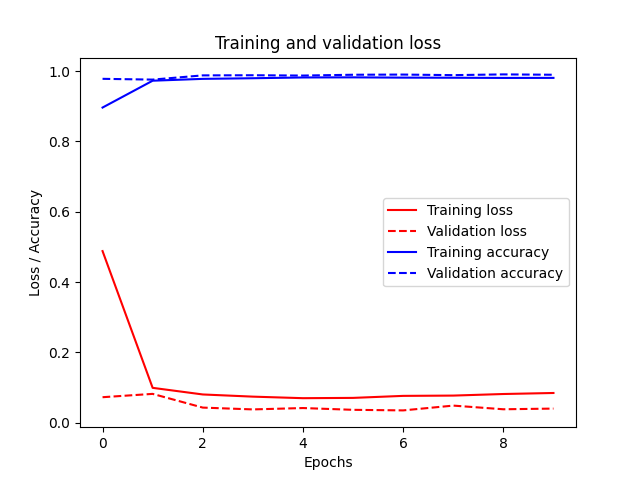 Training and validation loss
Loss / Accuracy
1.0
0.8
0.6
0.4
0.2
0.0
Training loss
Validation loss
Training accuracy
Validation accuracy
0 2 4 6 8
Epochs